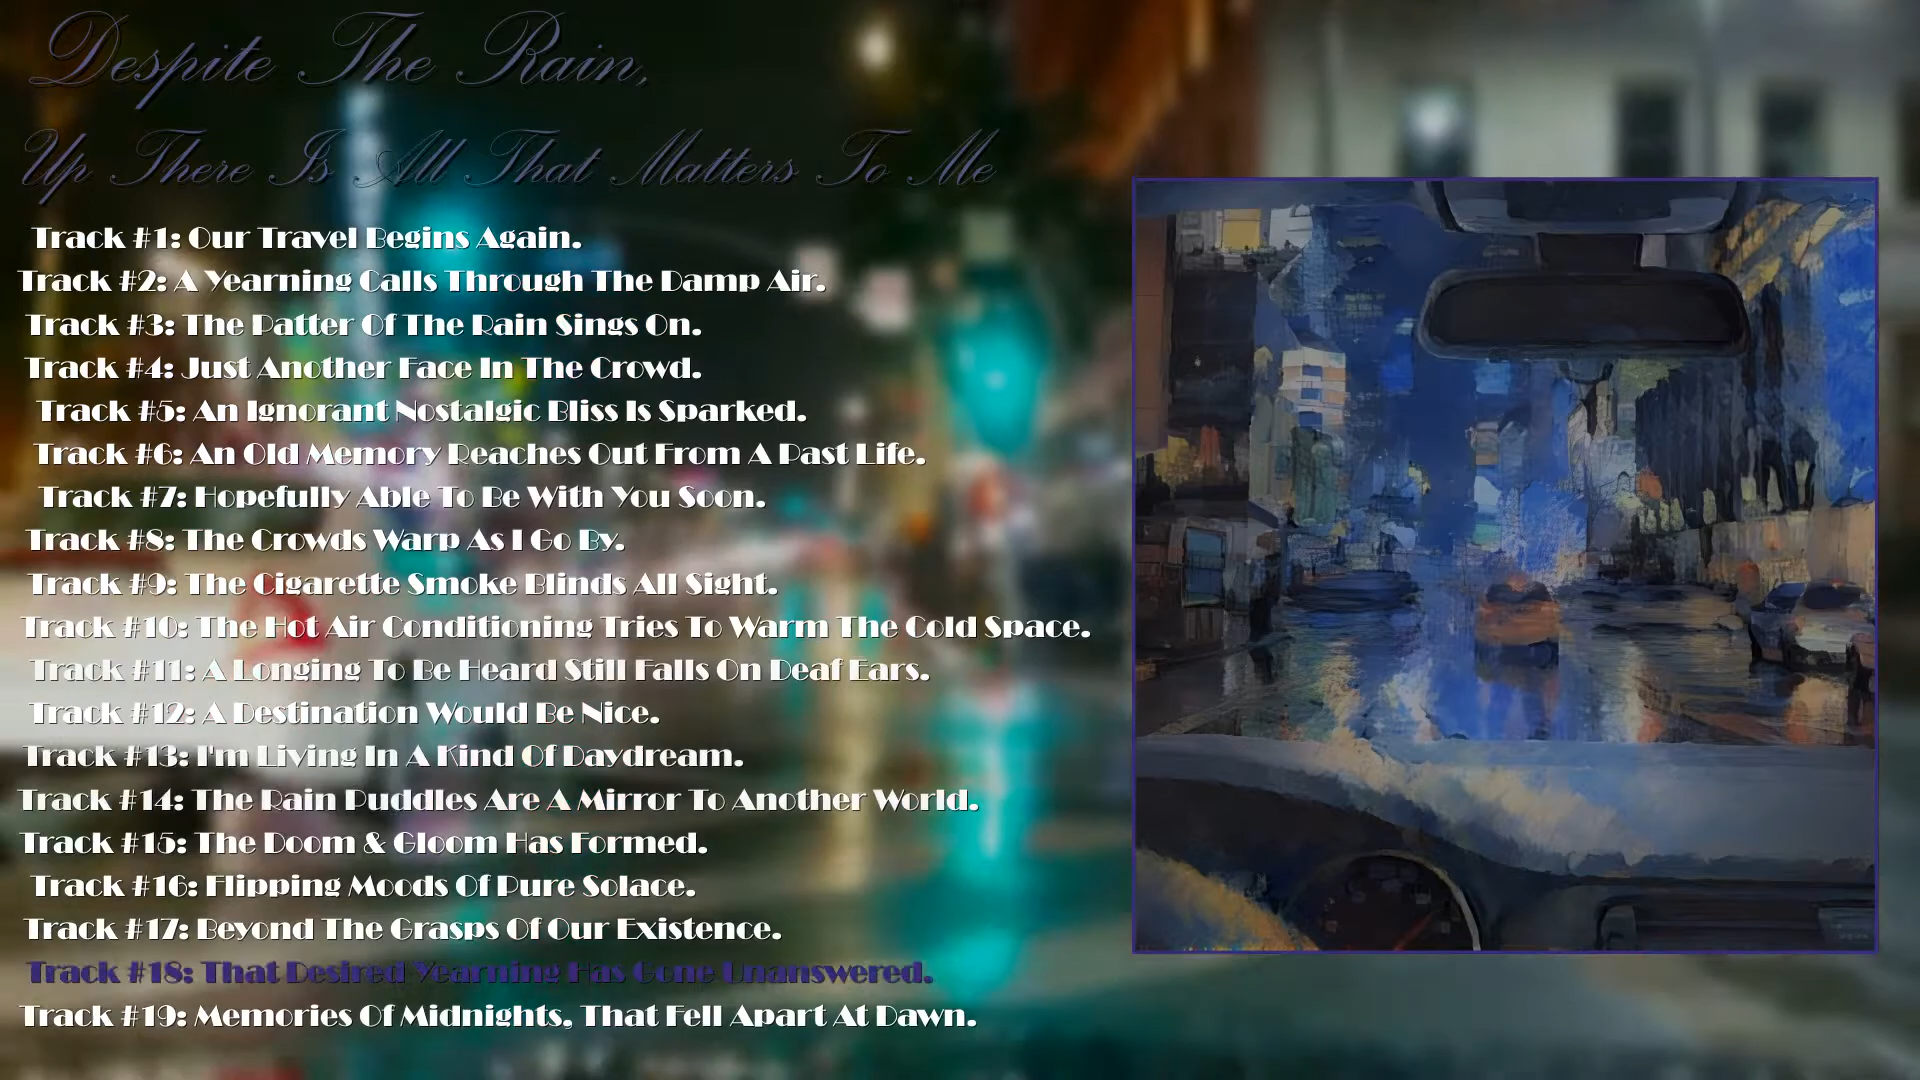 Despite The Rain,
Up There Is All That Matters To Me
Track #1: Our Travel Begins Again.
Track #2: A Yearning Calls Through The Damp Air.
Track #3: The Patter Of The Rain Sings On.
Track #4: Just Another Face In The Crowd.
Track #5: An Ignorant Nostalgic Bliss Is Sparked.
Track #6: An Old Memory Reaches Out From A Past Life.
Track #7: Hopefully Able To Be With You Soon.
Track #8: The Crowds Warp As I Go By.
Track #9: The Cigarette Smoke Blinds All Sight.
Track #10: The Hot Air Conditioning Tries To Warm The Cold Space.
Track #11: A Longing To Be Heard Still Falls On Deaf Ears.
Track #12: A Destination Would Be Nice.
Track #13: I'm Living In A Kind Of Daydream.
Track #14: The Rain Puddles Are A Mirror To Another World.
Track #15: The Doom & Gloom Has Formed.
Track #16: Flipping Moods Of Pure Solace.
Track #17: Beyond The Grasps Of Our Existence.
Track #18: That Desired Yearning Has Gone Unanswered.
Track #19: Memories Of Midnights, That Fell Apart At Dawn.